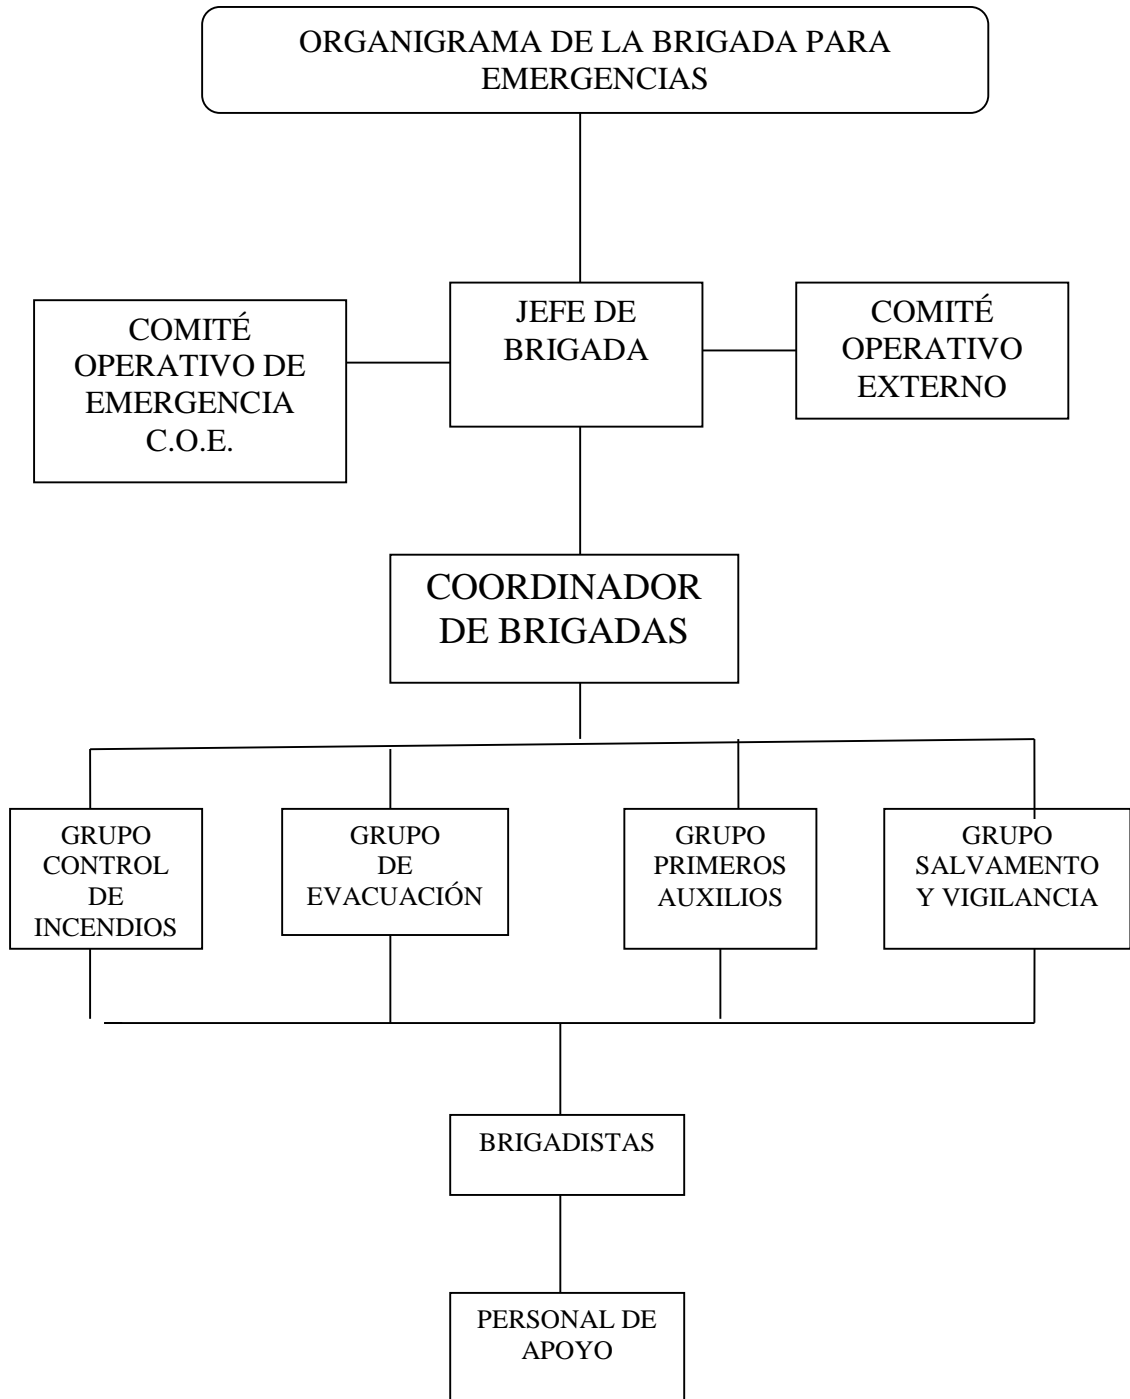 ORGANIGRAMA DE LA BRIGADA PARA
EMERGENCIAS
COMITÉ
OPERATIVO DE
EMERGENCIA
C.O.E.
JEFE DE
BRIGADA
COMITÉ
OPERATIVO
EXTERNO
COORDINADOR
DE BRIGADAS
GRUPO
CONTROL
DE
INCENDIOS
GRUPO
DE
EVACUACIÓN
GRUPO
PRIMEROS
AUXILIOS
GRUPO
SALVAMENTO
Y VIGILANCIA
BRIGADISTAS
PERSONAL DE
APOYO